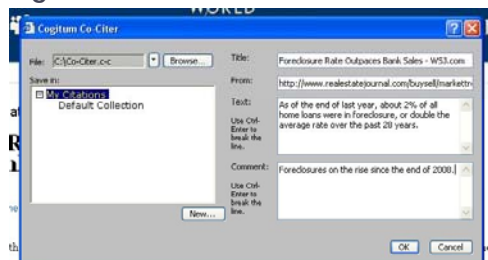 WORLD
Cogitum Co-Citer
File: C:\Co-Citer.c-c Browse...
Save in:
My Citations
Default Collection
New...
Title: Foreclosure Rate Outpaces Bank Sales - WSJ.com
From: http://www.realestatejournal.com/buysell/markettr
Text: As of the end of last year, about 2% of all
home loans were in foreclosure, or double the
average rate over the past 28 years.
Use Ctrl-
Enter to
break the
line.
Comment: Foreclosures on the rise since the end of 2008.
Use Ctrl-
Enter to
break the
line.
OK Cancel